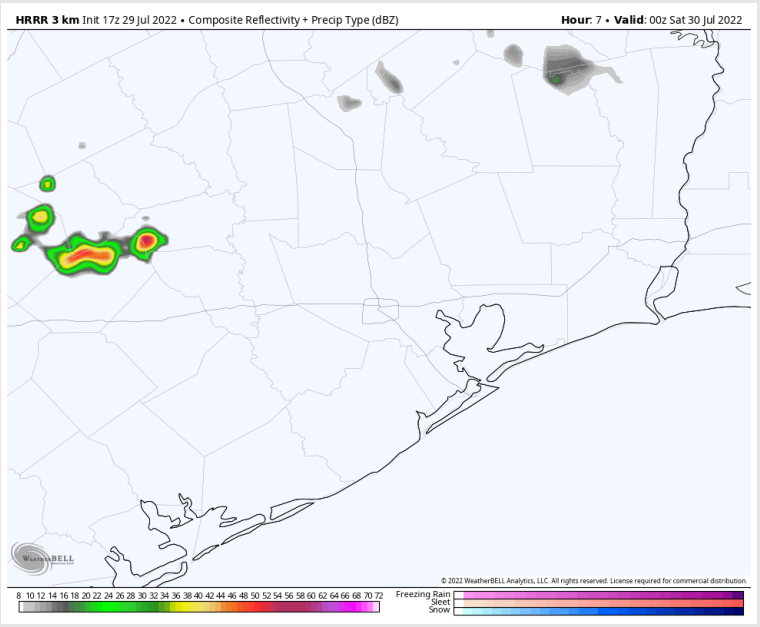 HRRR 3 km Init 17z 29 Jul 2022 • Composite Reflectivity + Precip Type (dBZ) Hour: 7 • Valid: 00z Sat 30 Jul 2022
WEATHERBELL
© 2022 WeatherBELL Analytics, LLC. All rights reserved. License required for commercial distribution.
8 10 12 14 16 18 20 22 24 26 28 30 32 34 36 38 40 42 44 46 48 50 52 54 56 58 60 62 64 66 68 70 72
Freezing Rain
Sleet
Snow